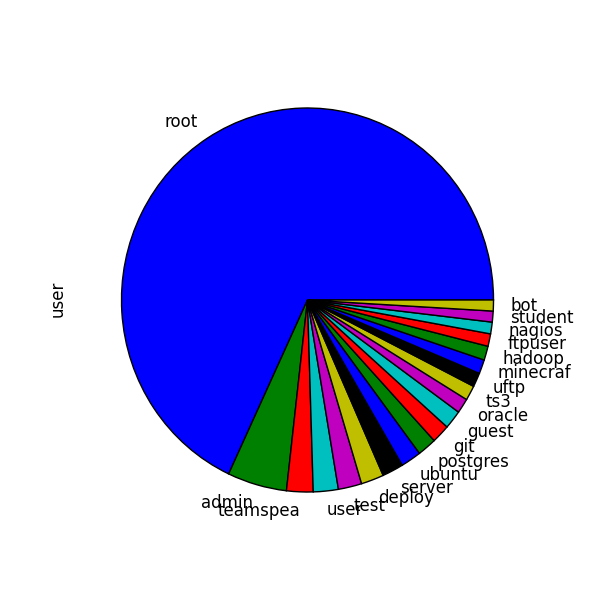 root
user
bot
student
nagios
ftpuser
hadoop
minecraf
uftp
ts3
oracle
guest
git
postgres
ubuntu
server
deploy
test
user
teamspea
admin